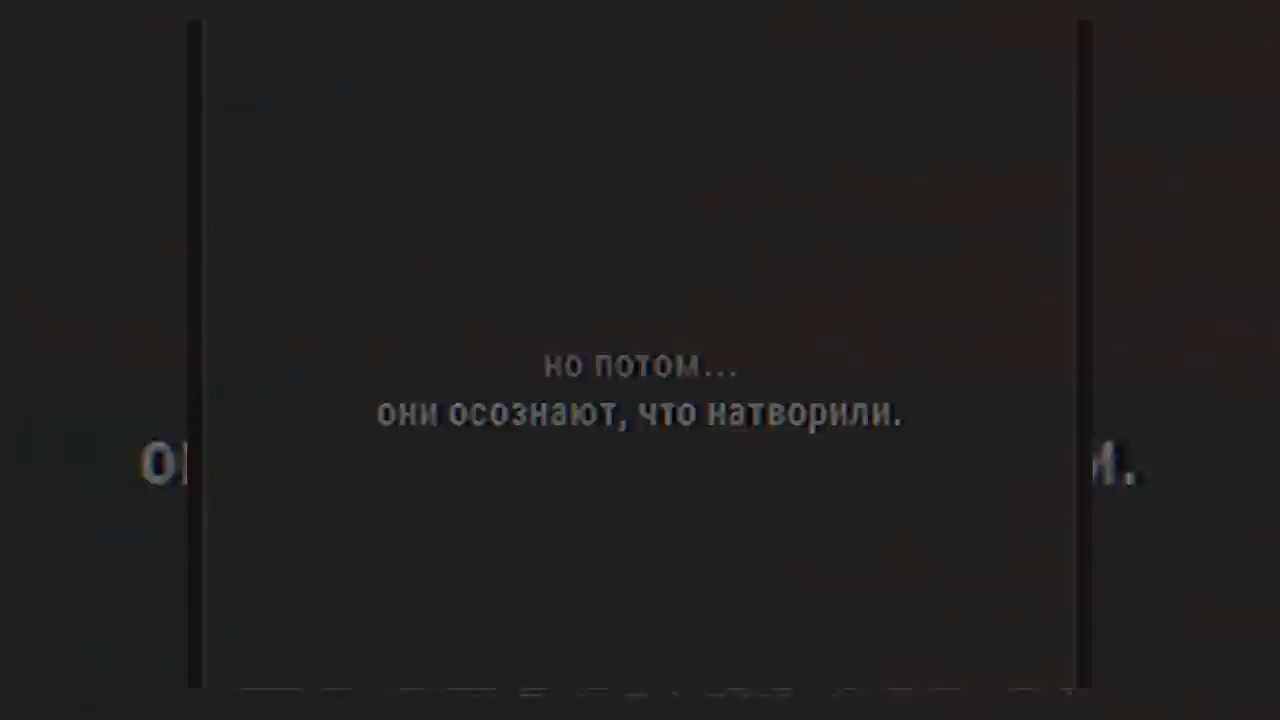 но потом...
они осознают, что натворили.